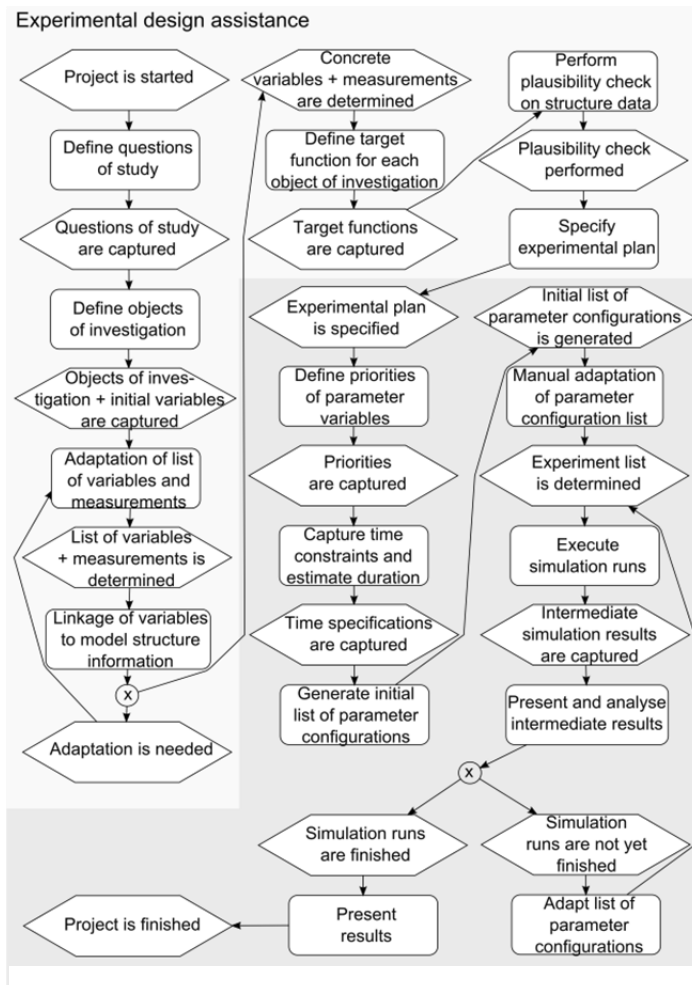 Experimental design assistance
Project is started
Define questions
of study
Questions of study
are captured
Define objects
of investigation
Objects of inves-
tigation + initial variables
are captured
Adaptation of list
of variables and
measurements
List of variables
+ measurements is
determined
Linkage of variables
to model structure
information
x
Adaptation is needed
Concrete
variables + measurements
are determined
Define target
function for each
object of investigation
Target functions
are captured
Perform
plausibility check
on structure data
Plausibility check
performed
Specify
experimental plan
Experimental plan
is specified
Define priorities
of parameter
variables
Priorities
are captured
Capture time
constraints and
estimate duration
Time specifications
are captured
Generate initial
list of parameter
configurations
Initial list of
parameter configurations
is generated
Manual adaptation
of parameter
configuration list
Experiment list
is determined
Execute
simulation runs
Intermediate
simulation results
are captured
Present and analyse
intermediate results
x
Simulation runs
are finished
Simulation
runs are not yet
finished
Present
results
Adapt list of
parameter
configurations
Project is finished